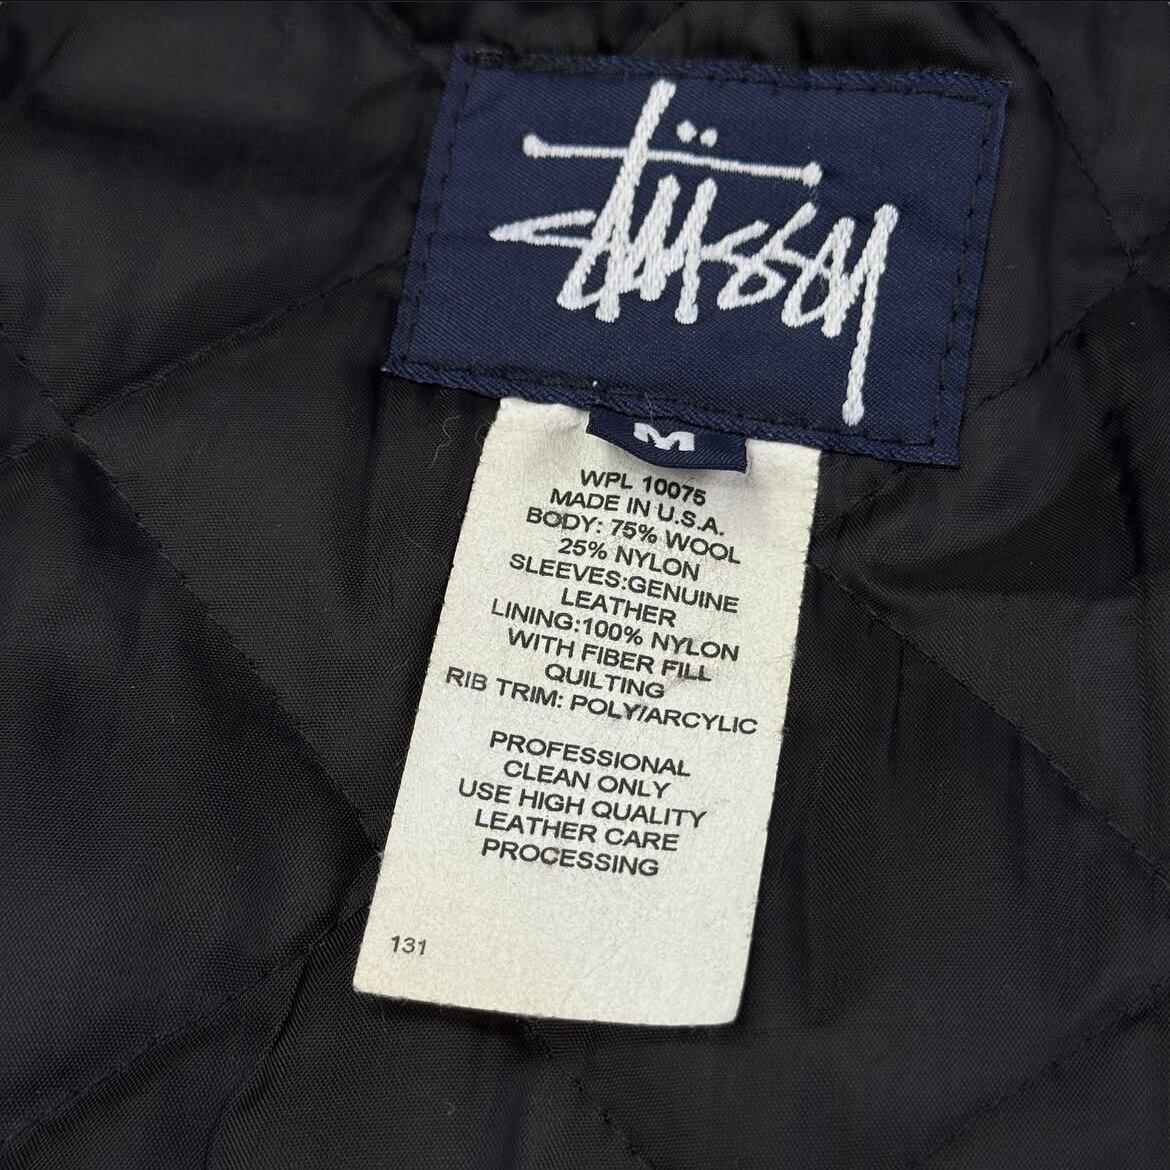 stüssy
M
WPL 10075
MADE IN U.S.A.
BODY: 75% WOOL
25% NYLON
SLEEVES:GENUINE
LEATHER
LINING:100% NYLON
WITH FIBER FILL
QUILTING
RIB TRIM: POLY/ARCYLIC
PROFESSIONAL
CLEAN ONLY
USE HIGH QUALITY
LEATHER CARE
PROCESSING
131